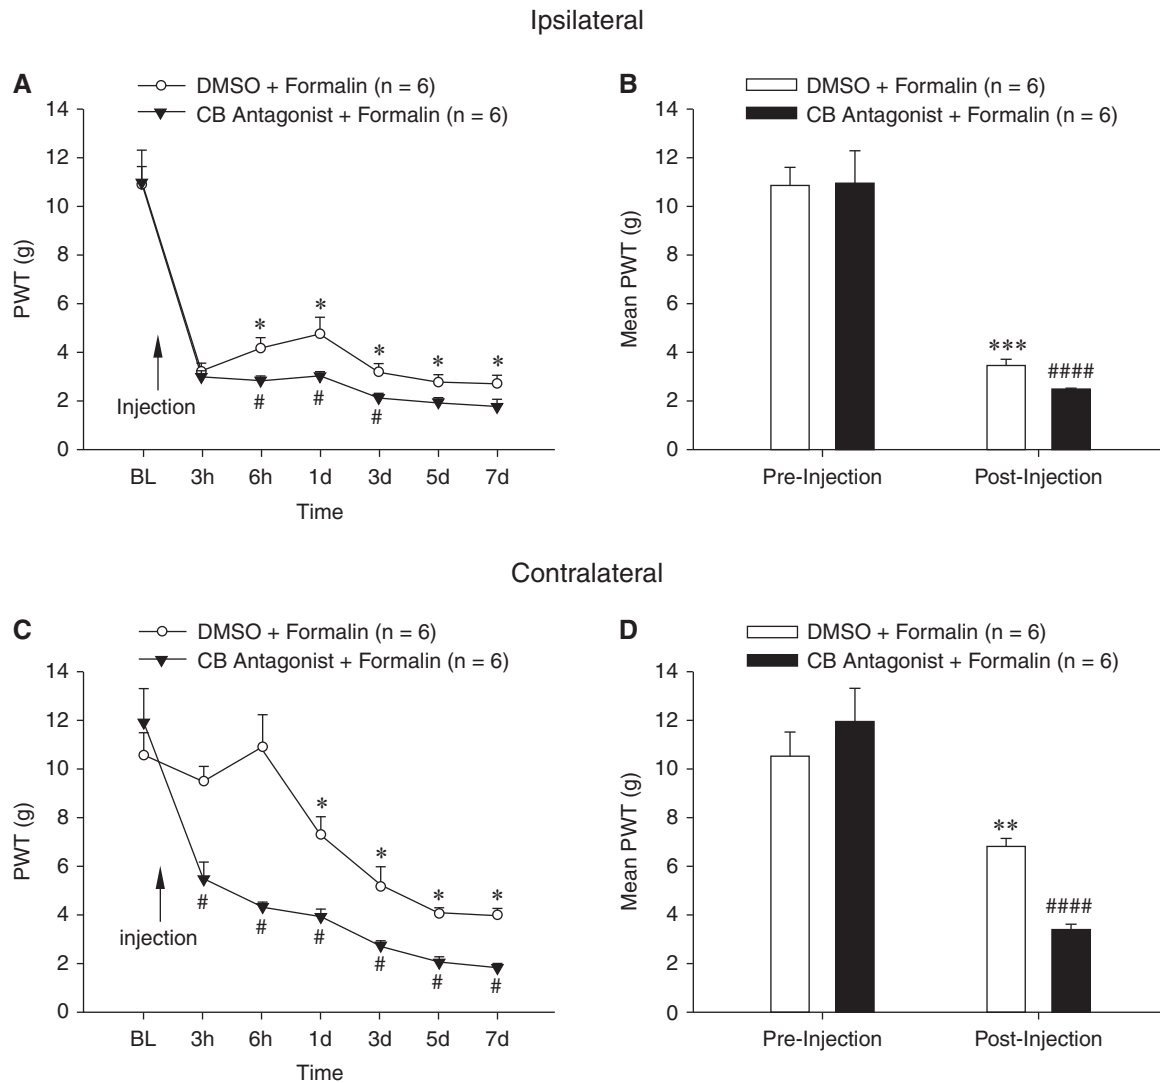 Ipsilateral
A
DMSO + Formalin (n = 6)
CB Antagonist + Formalin (n = 6)
14
12
10
8
6
4
2
0
PWT (g)
*
*
*
*
*
#
#
#
Injection
BL 3h 6h 1d 3d 5d 7d
Time
B
DMSO + Formalin (n = 6)
CB Antagonist + Formalin (n = 6)
14
12
10
8
6
4
2
0
Mean PWT (g)
***
####
Pre-Injection Post-Injection
Contralateral
C
DMSO + Formalin (n = 6)
CB Antagonist + Formalin (n = 6)
14
12
10
8
6
4
2
0
PWT (g)
*
*
*
*
#
#
#
#
#
#
injection
BL 3h 6h 1d 3d 5d 7d
Time
D
DMSO + Formalin (n = 6)
CB Antagonist + Formalin (n = 6)
14
12
10
8
6
4
2
0
Mean PWT (g)
**
####
Pre-Injection Post-Injection